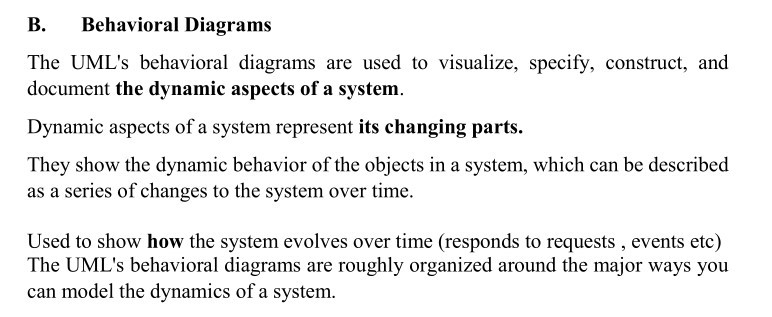 B. Behavioral Diagrams
The UML's behavioral diagrams are used to visualize, specify, construct, and
document the dynamic aspects of a system.
Dynamic aspects of a system represent its changing parts.
They show the dynamic behavior of the objects in a system, which can be described
as a series of changes to the system over time.
Used to show how the system evolves over time (responds to requests , events etc)
The UML's behavioral diagrams are roughly organized around the major ways you
can model the dynamics of a system.